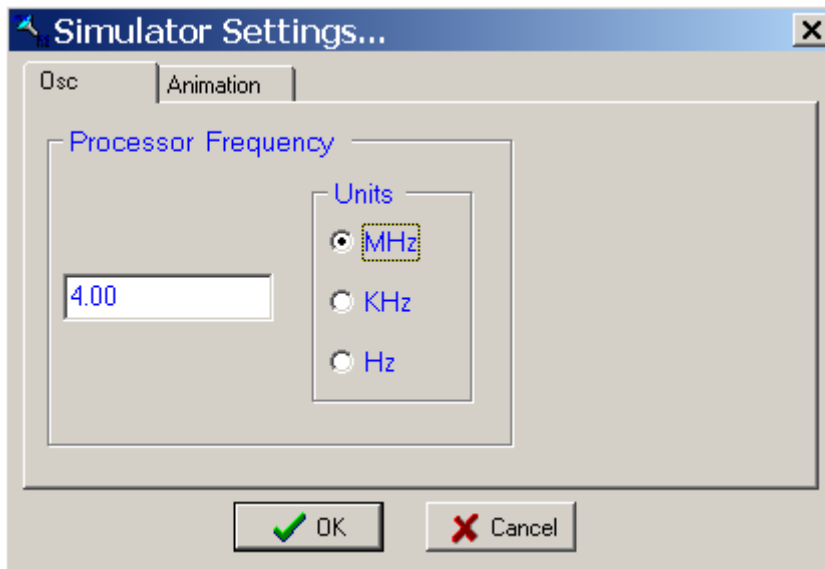 Simulator Settings...
Osc
Animation
Processor Frequency
Units
MHz
4.00
KHz
Hz
OK
Cancel